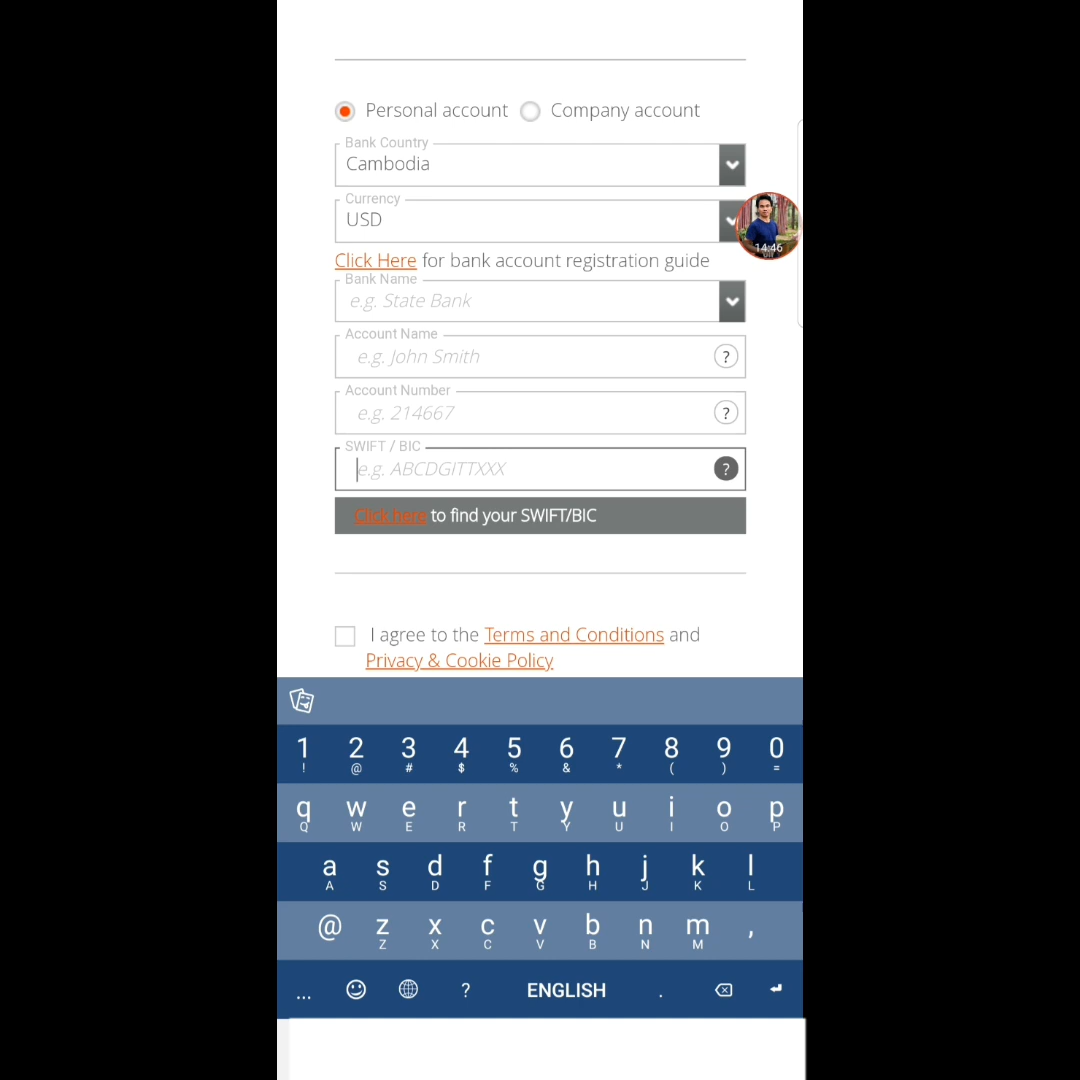 Personal account Company account
Bank Country
Cambodia
Currency
USD
14:46
Click Here for bank account registration guide
Bank Name
e.g. State Bank
Account Name
e.g. John Smith ?
Account Number
e.g. 214667 ?
SWIFT / BIC
e.g. ABCDGITTXXX ?
Click here to find your SWIFT/BIC
I agree to the Terms and Conditions and
Privacy & Cookie Policy
1 2 3 4 5 6 7 8 9 0
! @ # $ % & * ( ) =
q w e r t y u i o p
Q W E R T Y U I O P
a s d f g h j k l
A S D F G H J K L
@ z x c v b n m ,
Z X C V B N M
... ? ENGLISH .